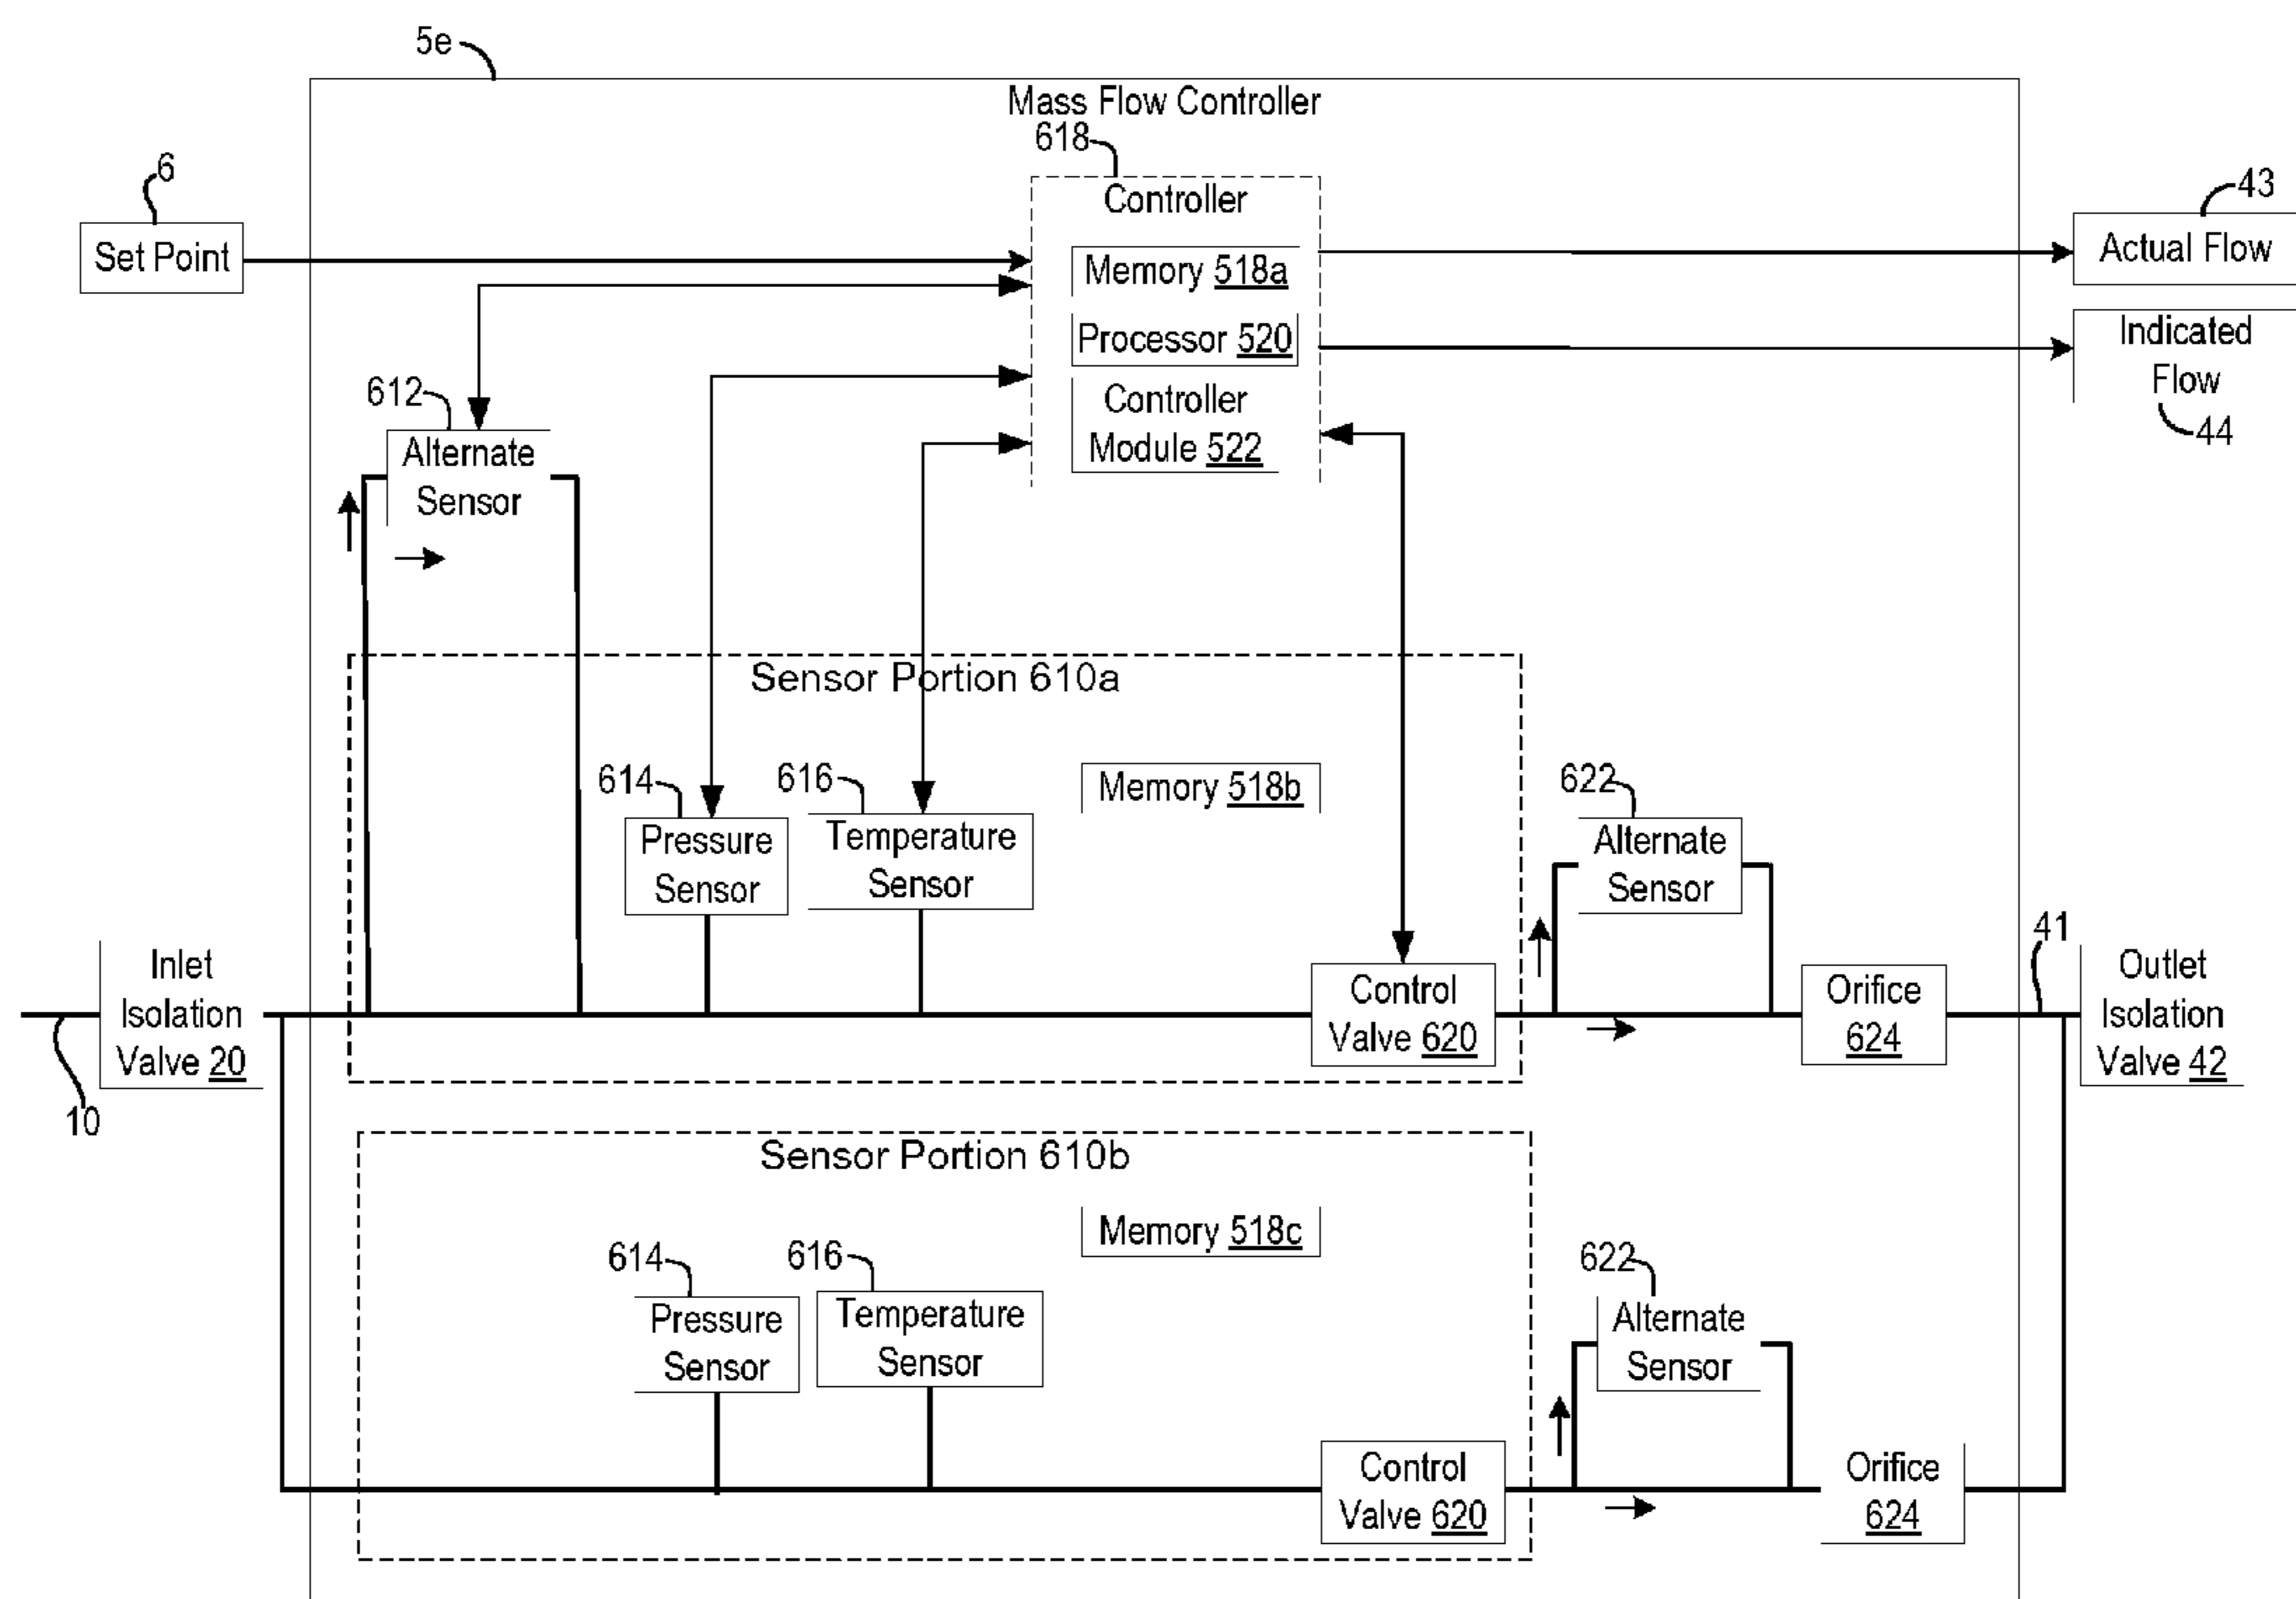 5e
Mass Flow Controller
618
6
Set Point
Controller
Memory 518a
Processor 520
Controller
Module 522
43
Actual Flow
Indicated
Flow
44
612
Alternate
Sensor
Sensor Portion 610a
614
Pressure
Sensor
616
Temperature
Sensor
Memory 518b
622
Alternate
Sensor
Inlet
Isolation
Valve 20
10
Control
Valve 620
Orifice
624
41
Outlet
Isolation
Valve 42
Sensor Portion 610b
614
Pressure
Sensor
616
Temperature
Sensor
Memory 518c
622
Alternate
Sensor
Control
Valve 620
Orifice
624